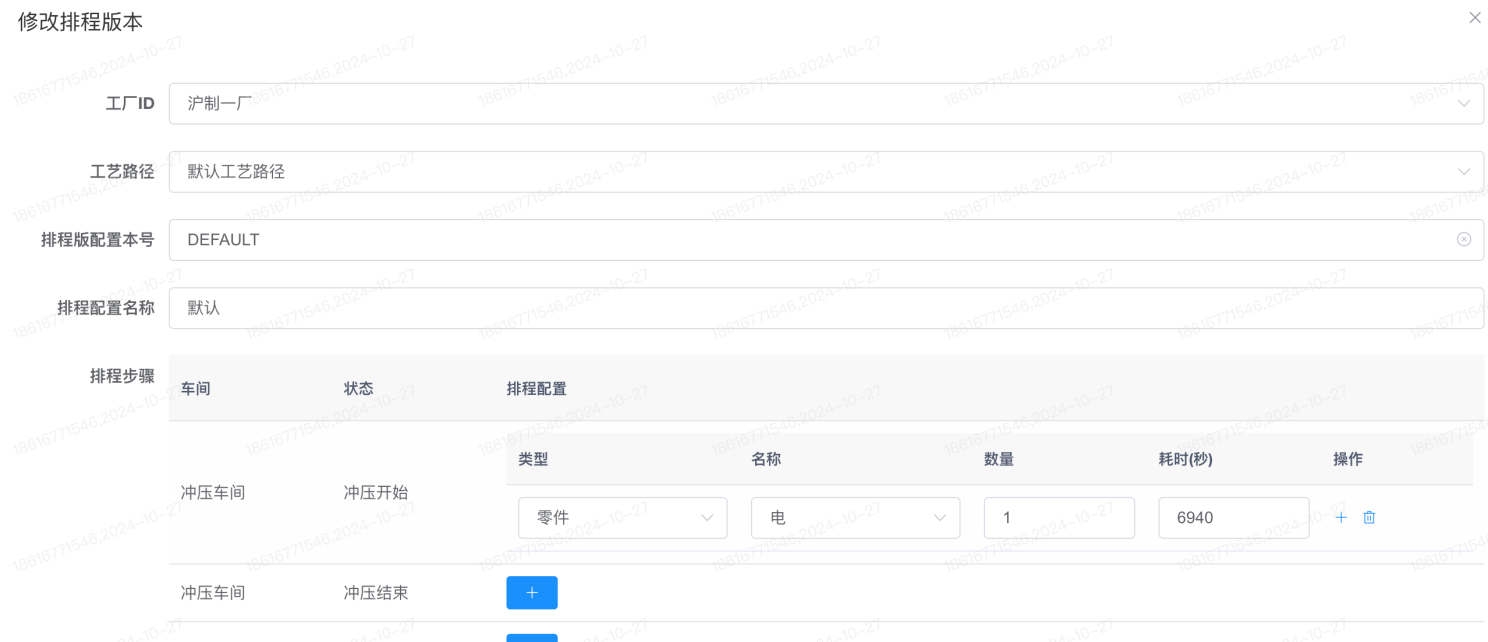 修改排程版本
工厂ID 沪制一厂
工艺路径 默认工艺路径
排程版配置本号 DEFAULT
排程配置名称 默认
排程步骤 车间 状态 排程配置
类型 名称 数量 耗时(秒) 操作
冲压车间 冲压开始 零件 电 1 6940
冲压车间 冲压结束
18616771546,2024-10-27